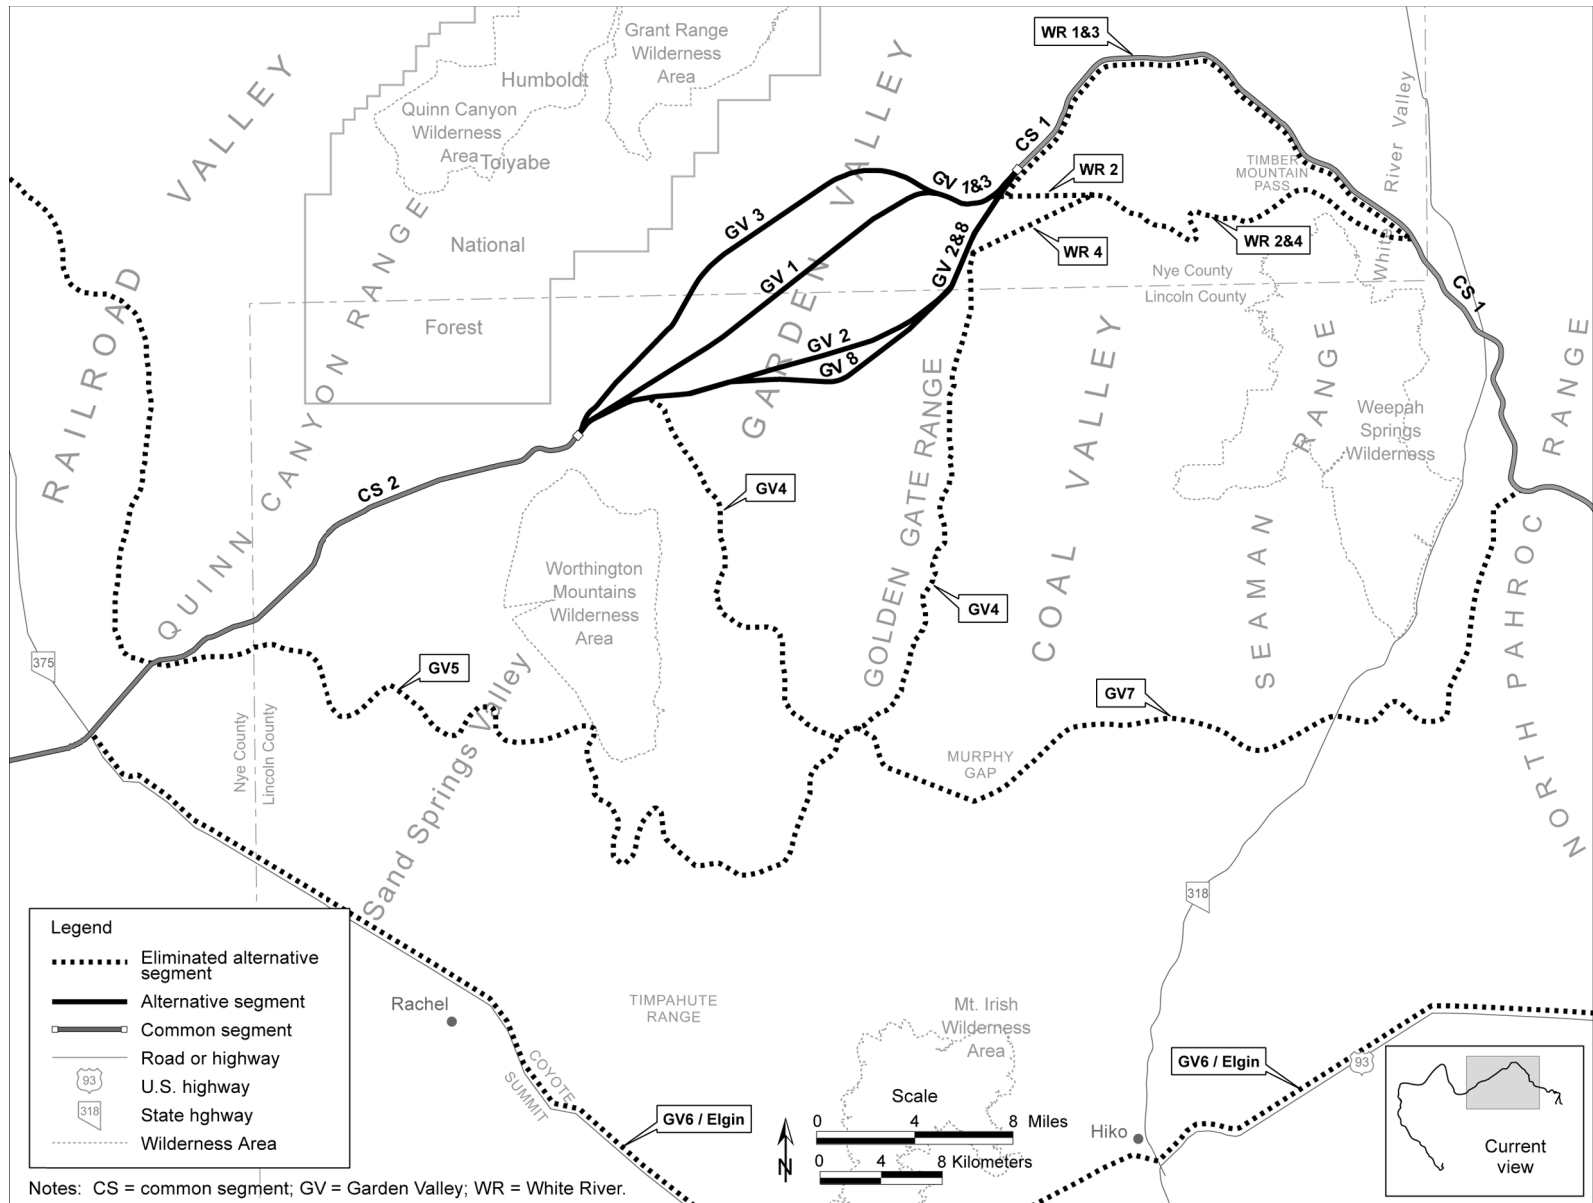 Grant Range
Wilderness
Area
WR 1&3
Humboldt
Quinn Canyon
Wilderness
Area
Toiyabe
VALLEY
VALLEY
CS 1
White River Valley
TIMBER
MOUNTAIN
PASS
WR 2
GV 1&3
GV 3
National
WR 2&4
WR 4
GV 2&8
GV 1
Nye County
Lincoln County
CS 1
RAILROAD
Forest
GV 2
GV 8
GARDEN
QUINN CANYON RANGE
GOLDEN GATE RANGE
COAL VALLEY
SEAMAN RANGE
Weepah
Springs
Wilderness
NORTH PAHROC RANGE
CS 2
GV4
Worthington
Mountains
Wilderness
Area
GV4
375
GV5
GV7
Nye County
Lincoln County
Sand Springs Valley
MURPHY
GAP
318
Rachel
TIMPAHUTE
RANGE
Mt. Irish
Wilderness
Area
COYOTE
SUMMIT
GV6 / Elgin
GV6 / Elgin
93
Hiko
Legend
Eliminated alternative
segment
Alternative segment
Common segment
Road or highway
93
U.S. highway
318
State hghway
Wilderness Area
Scale
0 4 8 Miles
0 4 8 Kilometers
N
Current
view
Notes: CS = common segment; GV = Garden Valley; WR = White River.